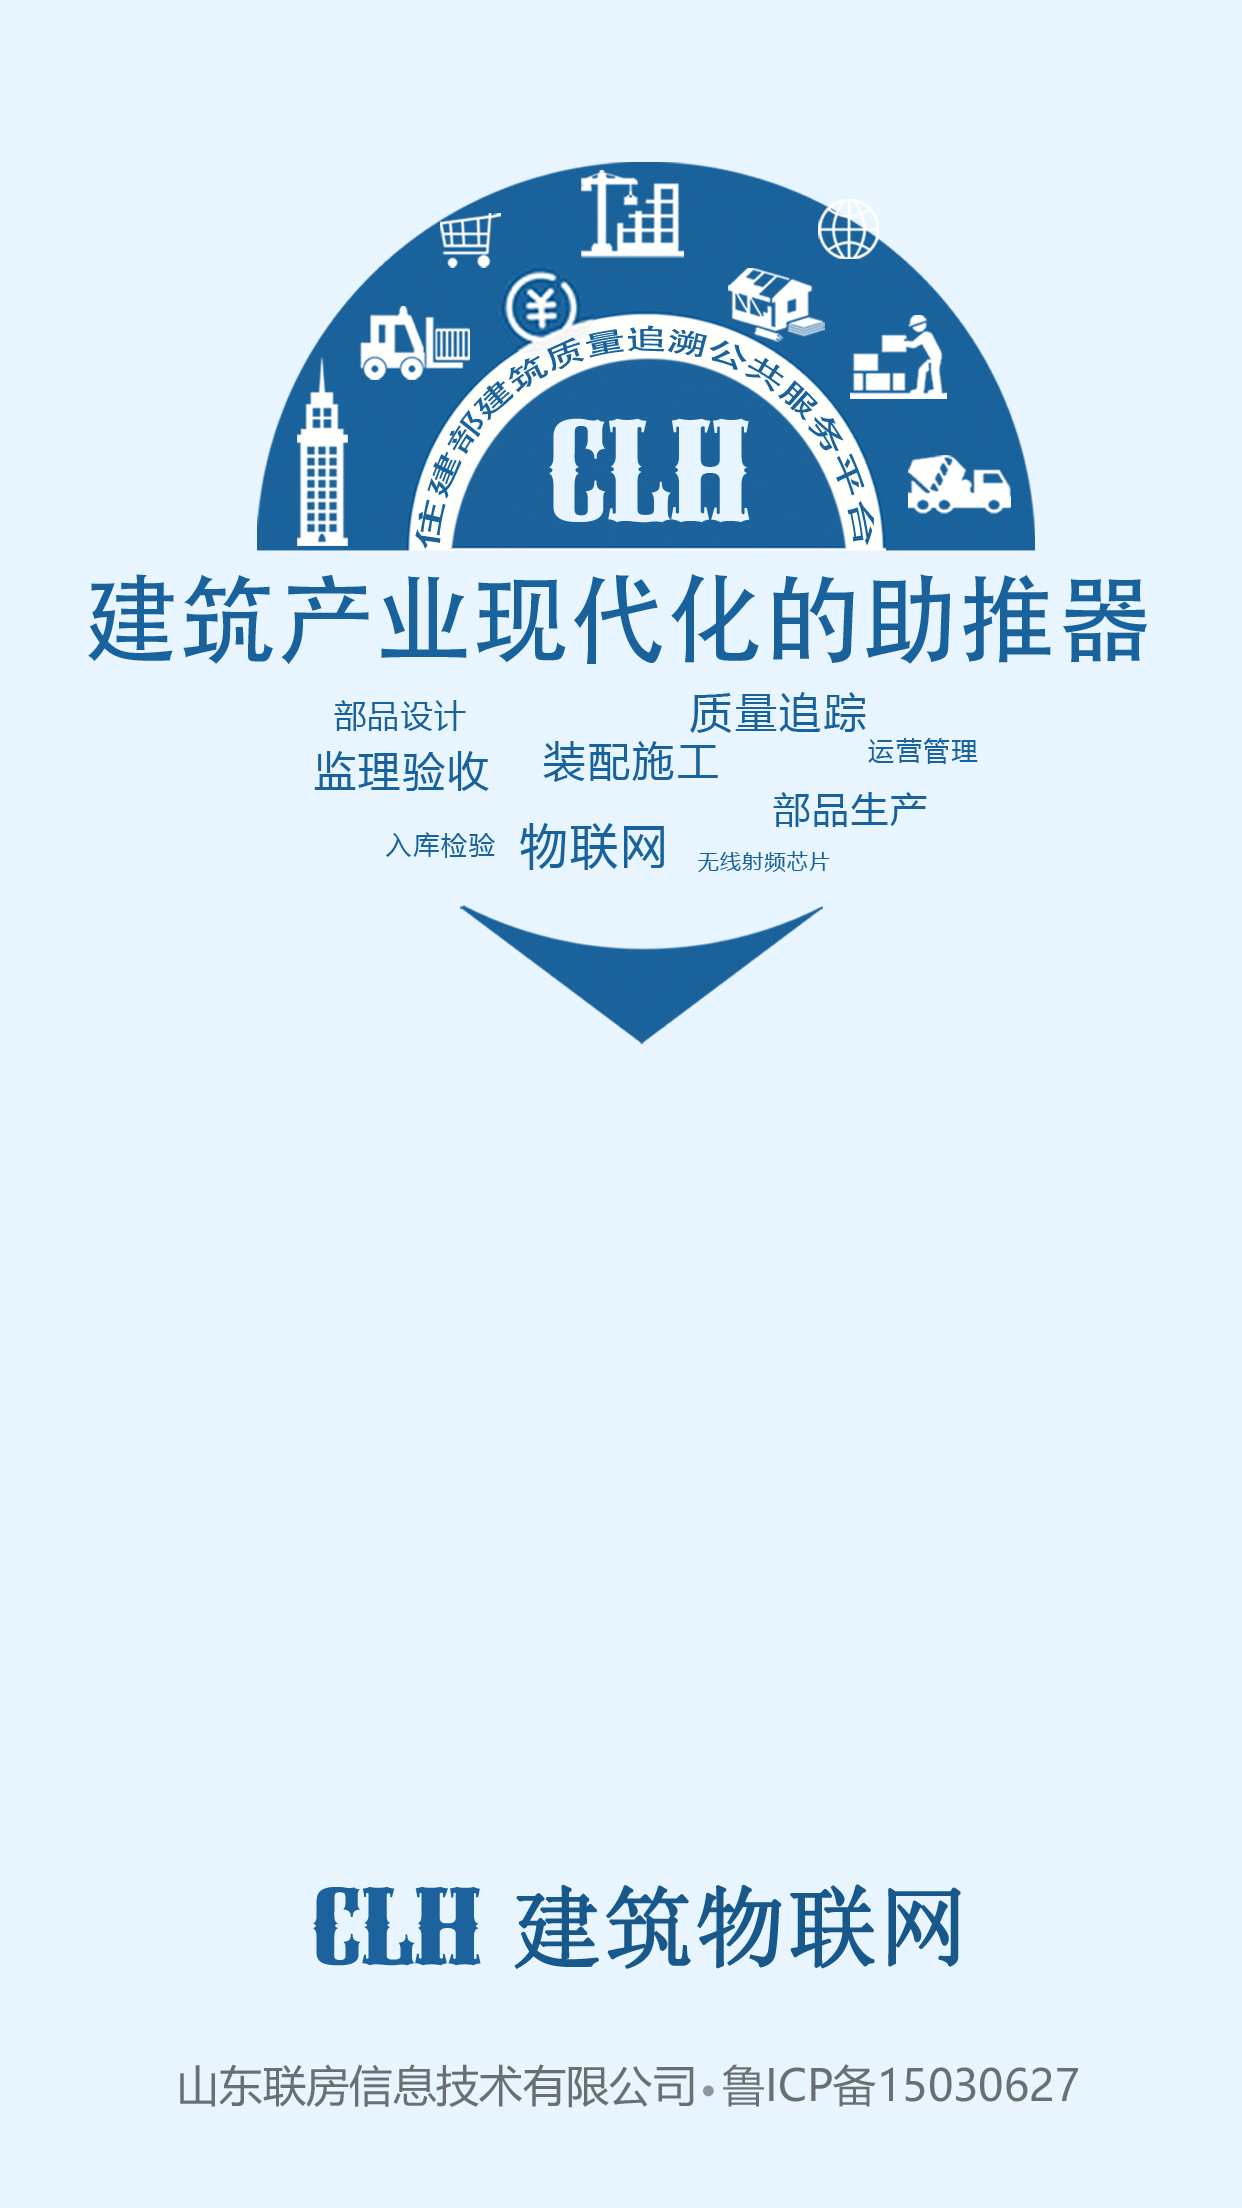 住建部建筑质量追溯公共服务平台
CLH
建筑产业现代化的助推器
部品设计 质量追踪
监理验收 装配施工 运营管理
部品生产
入库检验 物联网 无线射频芯片
CLH 建筑物联网
山东联房信息技术有限公司•鲁ICP备15030627